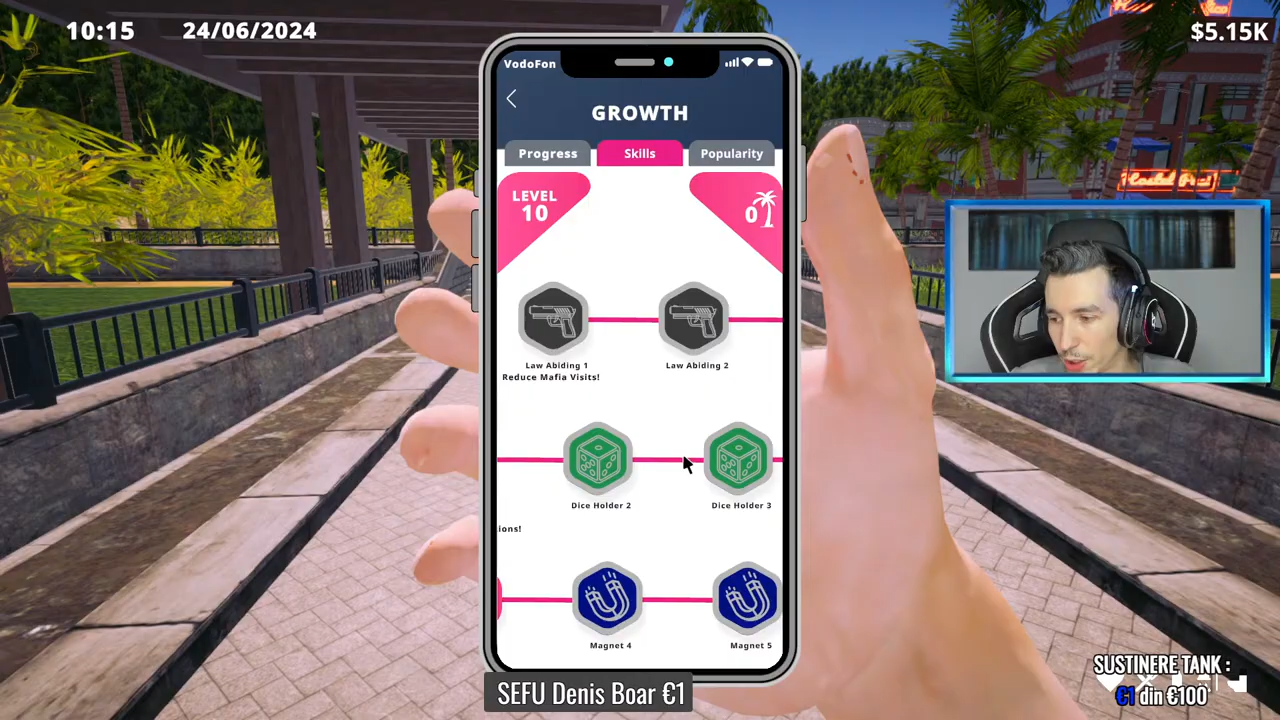 10:15
24/06/2024
$5.15K
VodoFon
GROWTH
Progress
Skills
Popularity
LEVEL
10
0
Law Abiding 1
Law Abiding 2
Reduce Mafia Visits!
Dice Holder 2
Dice Holder 3
ions!
Magnet 4
Magnet 5
SUSTINERE TANK :
€1 din €100
SEFU Denis Boar €1